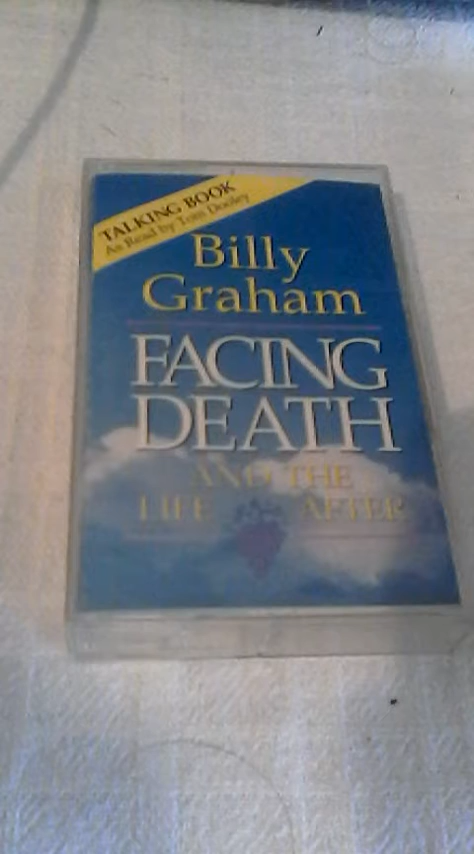 TALKING BOOK
As Read by Tom Dooley
Billy
Graham
FACING
DEATH
AND THE
LIFE AFTER